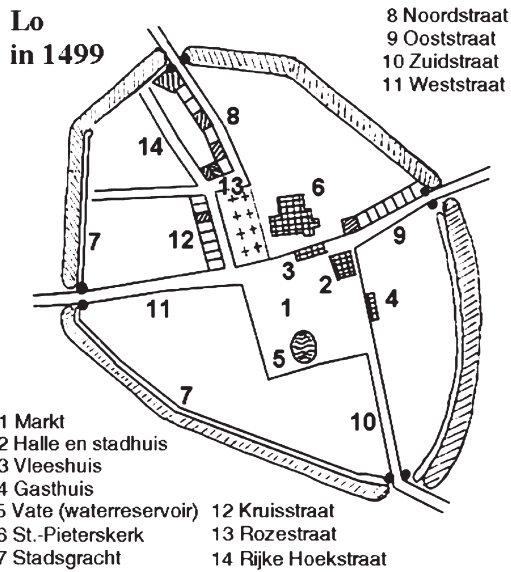 Lo
in 1499
8 Noordstraat
9 Ooststraat
10 Zuidstraat
11 Weststraat
8
14
13
6
7
12
9
3
2
11
1
4
5
7
10
1 Markt
2 Halle en stadhuis
3 Vleeshuis
4 Gasthuis
5 Vate (waterreservoir)
6 St.-Pieterskerk
7 Stadsgracht
12 Kruisstraat
13 Rozestraat
14 Rijke Hoekstraat